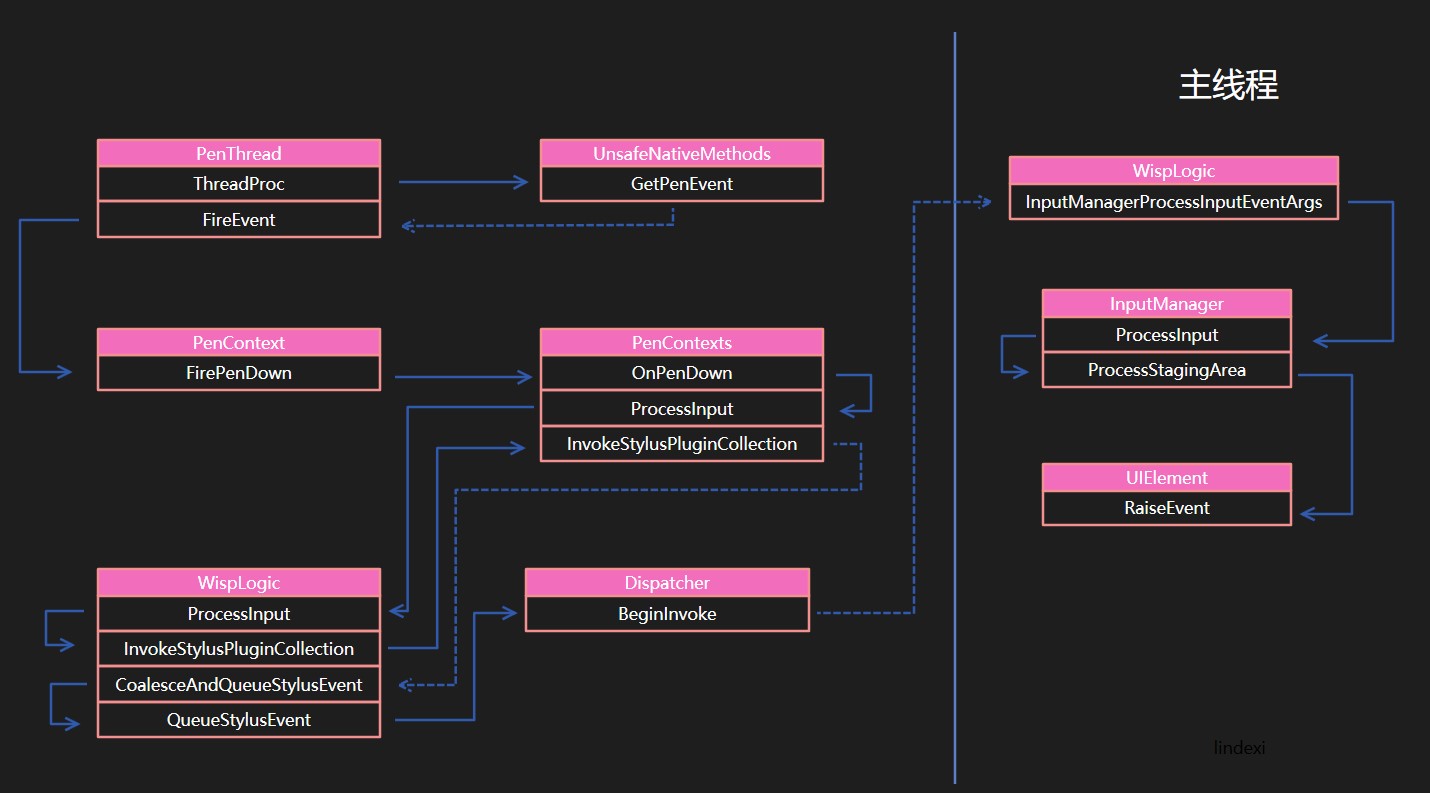 主线程
PenThread
ThreadProc
FireEvent
UnsafeNativeMethods
GetPenEvent
WispLogic
InputManagerProcessInputEventArgs
PenContext
FirePenDown
PenContexts
OnPenDown
ProcessInput
InvokeStylusPluginCollection
InputManager
ProcessInput
ProcessStagingArea
UIElement
RaiseEvent
WispLogic
ProcessInput
InvokeStylusPluginCollection
CoalesceAndQueueStylusEvent
QueueStylusEvent
Dispatcher
BeginInvoke
lindexi